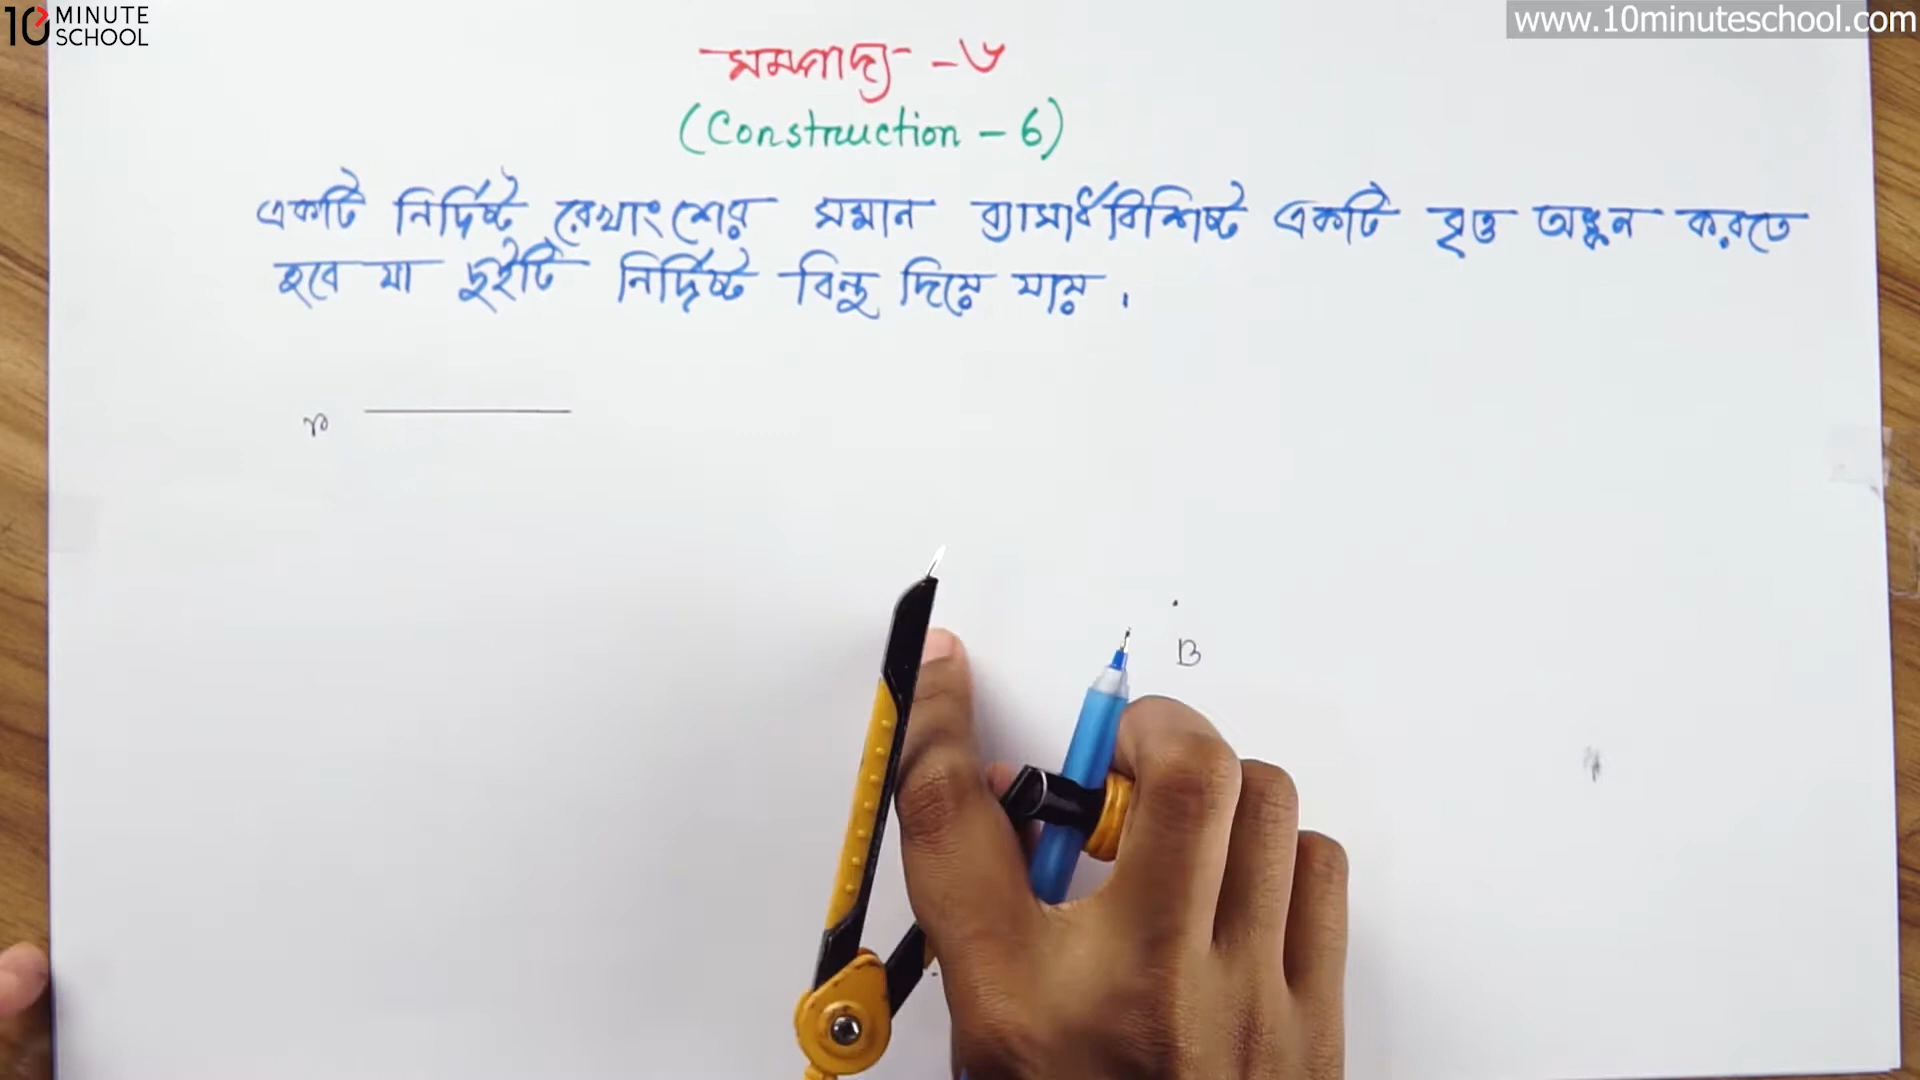 10 MINUTE SCHOOL
www.10minuteschool.com
সম্পাদ্য - ৬
(Construction - 6)
একটি নির্দিষ্ট রেখাংশের সমান ব্যাসার্ধবিশিষ্ট একটি বৃত্ত অঙ্কন করতে
হবে যা দুইটি নির্দিষ্ট বিন্দু দিয়ে যায়।
r
B